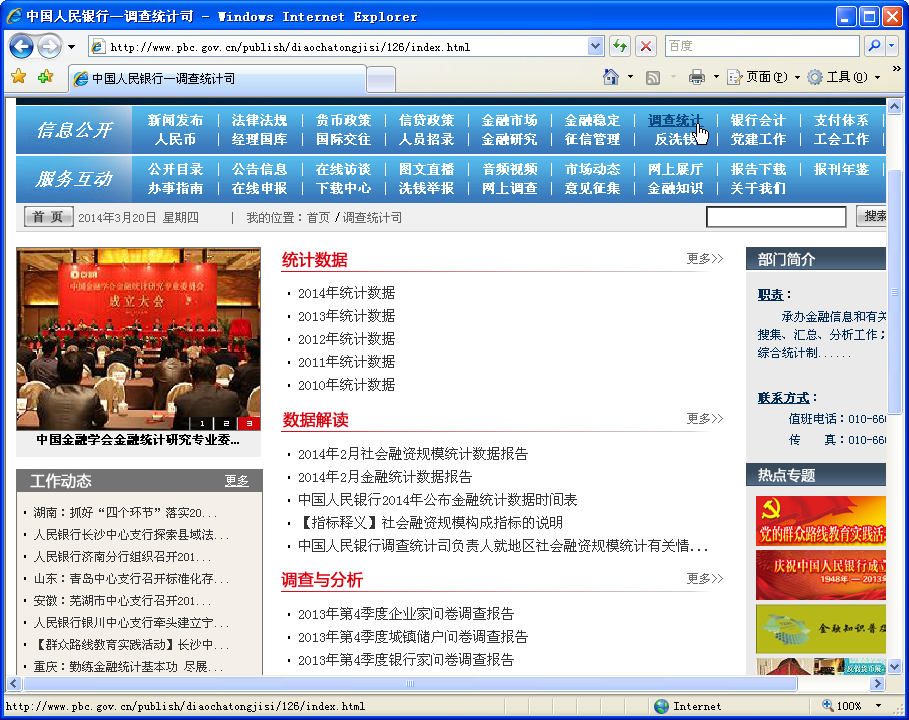 中国人民银行—调查统计司 - Windows Internet Explorer
http://www.pbc.gov.cn/publish/diaochatongjisi/126/index.html
百度
中国人民银行—调查统计司
页面(P)
工具(O)
»
信息公开
新闻发布 | 法律法规 | 货币政策 | 信贷政策 | 金融市场 | 金融稳定 | 调查统计 | 银行会计 | 支付体系 |
人民币 | 经理国库 | 国际交往 | 人员招录 | 金融研究 | 征信管理 | 反洗钱 | 党建工作 | 工会工作 |
服务互动
公开目录 | 公告信息 | 在线访谈 | 图文直播 | 音频视频 | 市场动态 | 网上展厅 | 报告下载 | 报刊年鉴 |
办事指南 | 在线申报 | 下载中心 | 洗钱举报 | 网上调查 | 意见征集 | 金融知识 | 关于我们
首 页
2014年3月20日 星期四 | 我的位置：首页 / 调查统计司
搜索
中国金融学会金融统计研究专业委员会
成立大会
1 2 3
中国金融学会金融统计研究专业委...
工作动态 更多
· 湖南：抓好“四个环节”落实20...
· 人民银行长沙中心支行探索县域法...
· 人民银行济南分行组织召开201...
· 山东：青岛中心支行召开标准化存...
· 安徽：芜湖市中心支行召开201...
· 人民银行银川中心支行牵头建立宁...
· 【群众路线教育实践活动】长沙中...
· 重庆：勤练金融统计基本功 尽展...
统计数据 更多>>
· 2014年统计数据
· 2013年统计数据
· 2012年统计数据
· 2011年统计数据
· 2010年统计数据
数据解读 更多>>
· 2014年2月社会融资规模统计数据报告
· 2014年2月金融统计数据报告
· 中国人民银行2014年公布金融统计数据时间表
· 【指标释义】社会融资规模构成指标的说明
· 中国人民银行调查统计司负责人就地区社会融资规模统计有关情...
调查与分析 更多>>
· 2013年第4季度企业家问卷调查报告
· 2013年第4季度城镇储户问卷调查报告
· 2013年第4季度银行家问卷调查报告
部门简介
职责：
承办金融信息和有关
搜集、汇总、分析工作；
综合统计制......
联系方式：
值班电话：010-66
传 真：010-66
热点专题
党的群众路线教育实践活
庆祝中国人民银行成立
1948年 — 2013
金融知识普及
http://www.pbc.gov.cn/publish/diaochatongjisi/126/index.html
Internet
100%